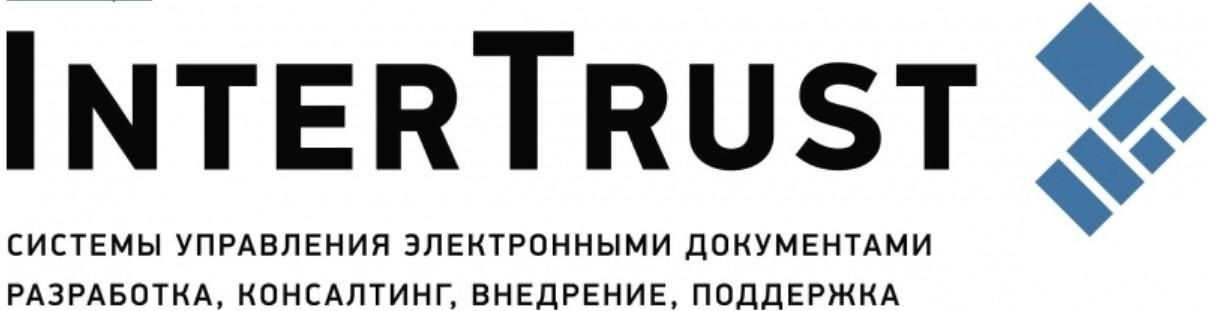 INTERTRUST
СИСТЕМЫ УПРАВЛЕНИЯ ЭЛЕКТРОННЫМИ ДОКУМЕНТАМИ
РАЗРАБОТКА, КОНСАЛТИНГ, ВНЕДРЕНИЕ, ПОДДЕРЖКА